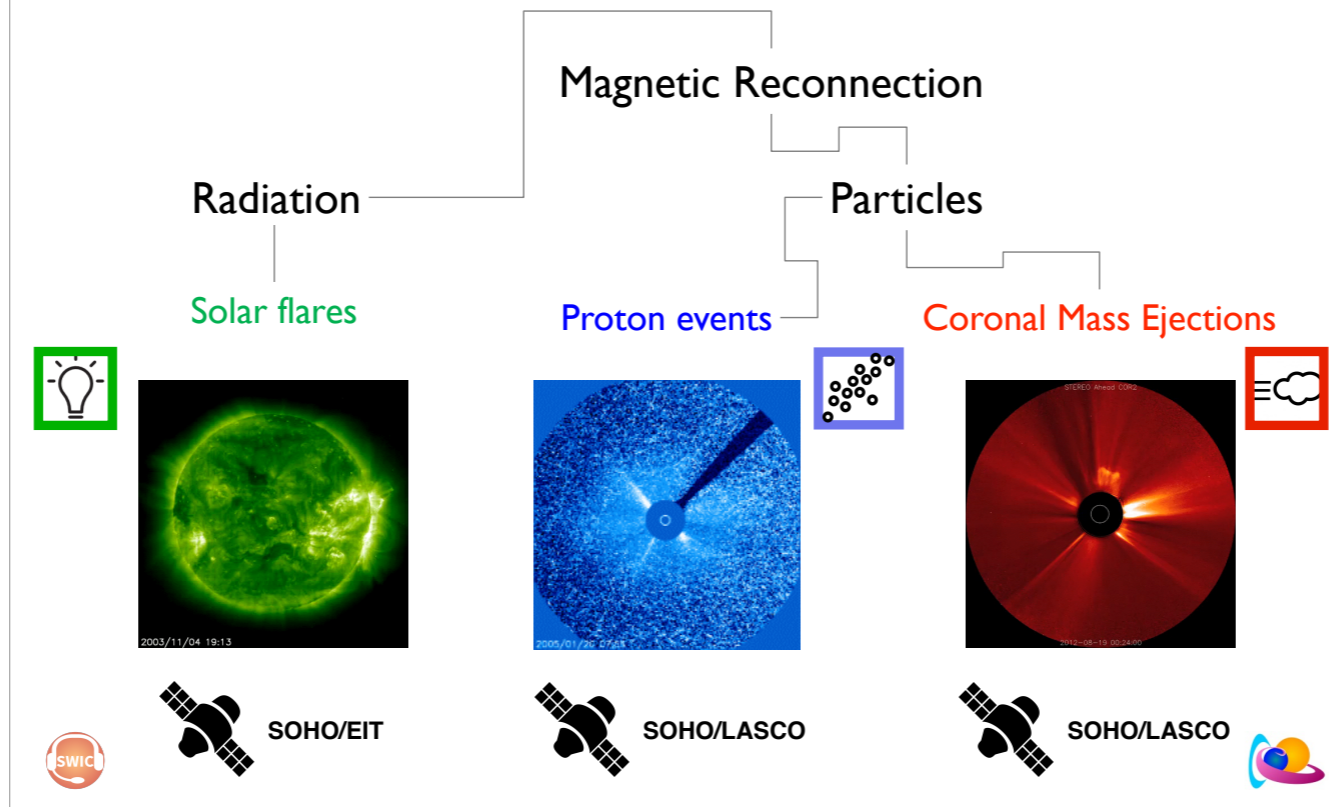 Magnetic Reconnection
Radiation
Particles
Solar flares
Proton events
Coronal Mass Ejections
STEREO Ahead COR2
2003/11/04 19:13
2012-08-19 00:24:00
SOHO/EIT
SOHO/LASCO
SOHO/LASCO
SWIC